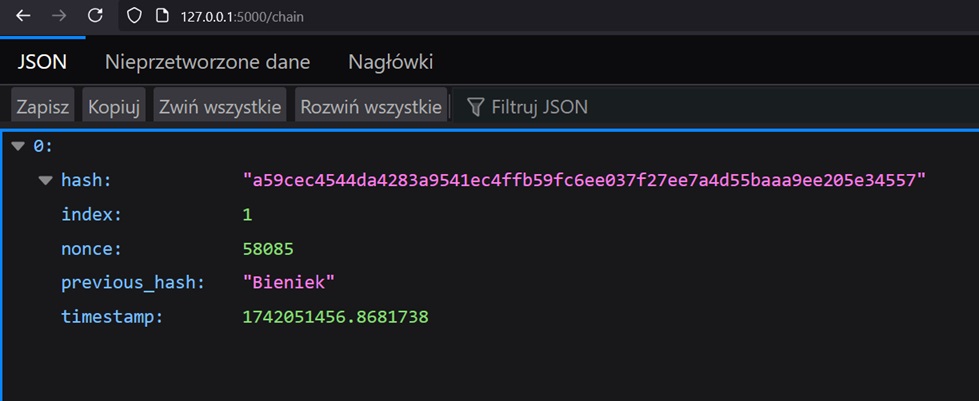 127.0.0.1:5000/chain
JSON Nieprzetworzone dane Nagłówki
Zapisz Kopiuj Zwiń wszystkie Rozwiń wszystkie Filtruj JSON
0:
hash: "a59cec4544da4283a9541ec4ffb59fc6ee037f27ee7a4d55baaa9ee205e34557"
index: 1
nonce: 58085
previous_hash: "Bieniek"
timestamp: 1742051456.8681738